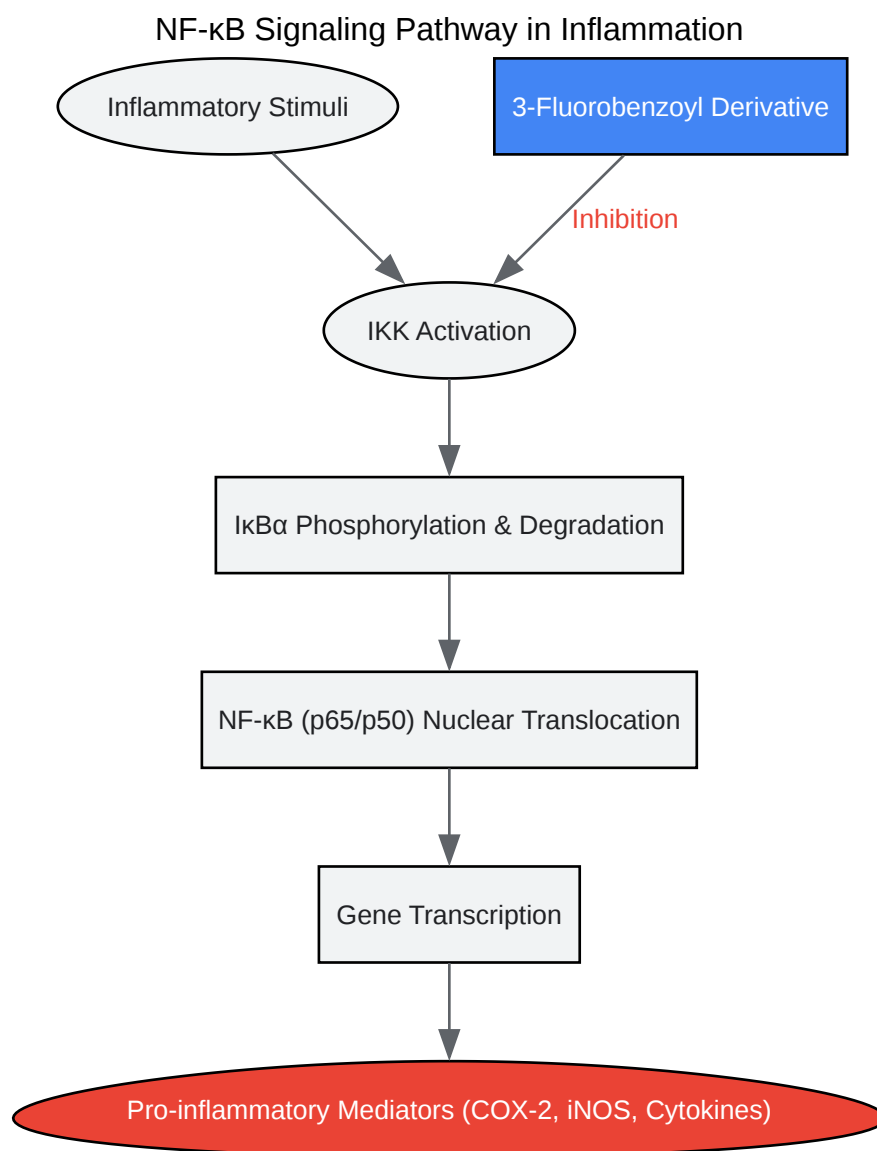 NF-κB Signaling Pathway in Inflammation
Inflammatory Stimuli
3-Fluorobenzoyl Derivative
Inhibition
IKK Activation
IκBα Phosphorylation & Degradation
NF-κB (p65/p50) Nuclear Translocation
Gene Transcription
Pro-inflammatory Mediators (COX-2, iNOS, Cytokines)